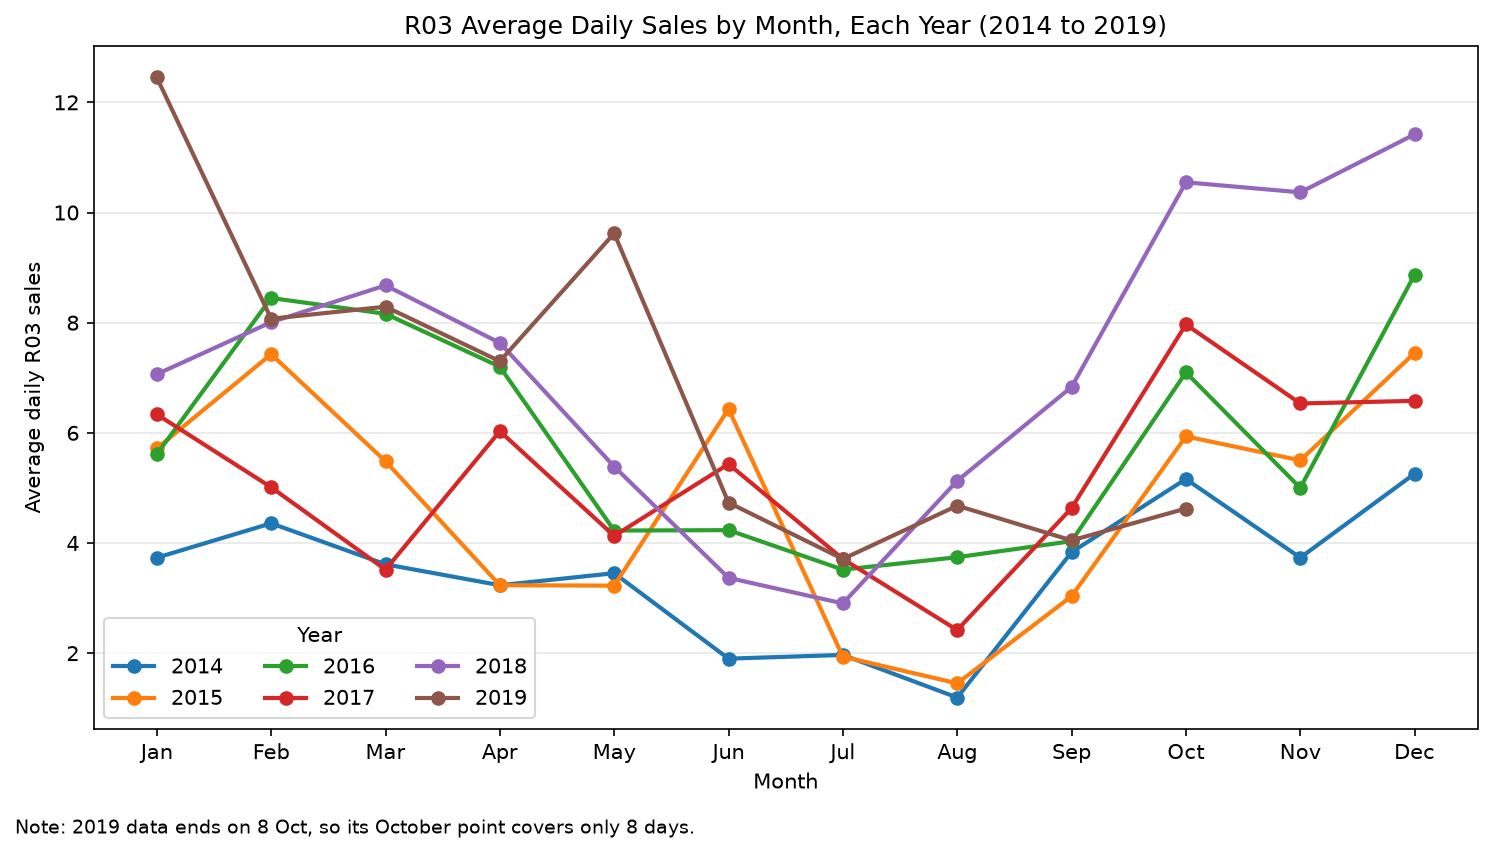 R03 Average Daily Sales by Month, Each Year (2014 to 2019)
Average daily R03 sales
12
10
8
6
4
2
Year
2014 2016 2018
2015 2017 2019
Jan Feb Mar Apr May Jun Jul Aug Sep Oct Nov Dec
Month
Note: 2019 data ends on 8 Oct, so its October point covers only 8 days.